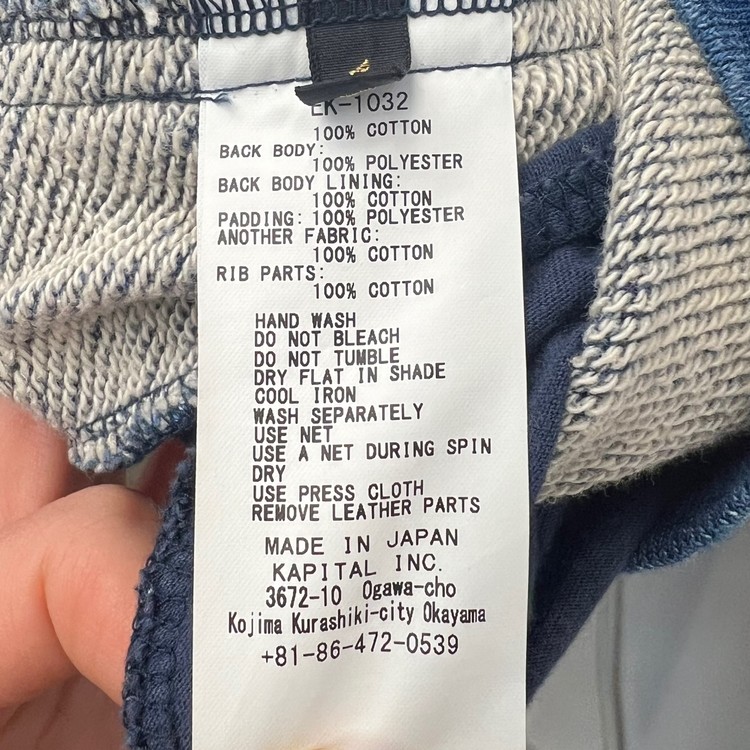 4
EK-1032
100% COTTON
BACK BODY:
100% POLYESTER
BACK BODY LINING:
100% COTTON
PADDING: 100% POLYESTER
ANOTHER FABRIC:
100% COTTON
RIB PARTS:
100% COTTON
HAND WASH
DO NOT BLEACH
DO NOT TUMBLE
DRY FLAT IN SHADE
COOL IRON
WASH SEPARATELY
USE NET
USE A NET DURING SPIN
DRY
USE PRESS CLOTH
REMOVE LEATHER PARTS
MADE IN JAPAN
KAPITAL INC.
3672-10 Ogawa-cho
Kojima Kurashiki-city Okayama
+81-86-472-0539